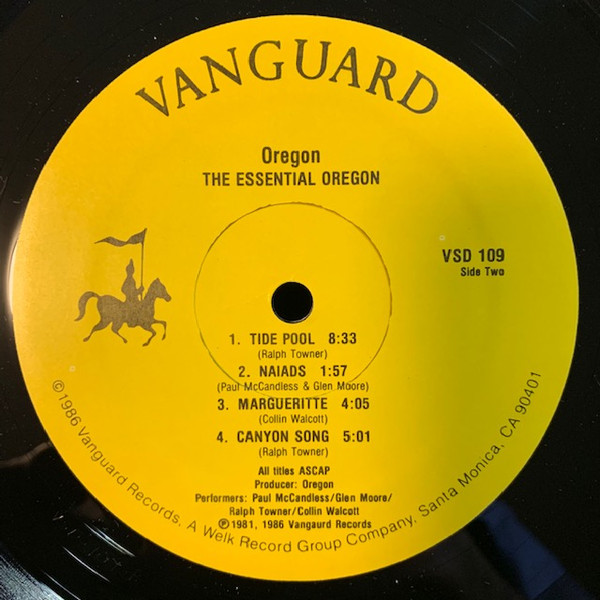 VANGUARD
Oregon
THE ESSENTIAL OREGON
VSD 109
Side Two
1. TIDE POOL 8:33
(Ralph Towner)
2. NAIADS 1:57
(Paul McCandless & Glen Moore)
3. MARGUERITTE 4:05
(Collin Walcott)
4. CANYON SONG 5:01
(Ralph Towner)
All titles ASCAP
Producer: Oregon
Performers: Paul McCandless/Glen Moore/
Ralph Towner/Collin Walcott
℗1981, 1986 Vangaurd Records
©1986 Vanguard Records, A Welk Record Group Company, Santa Monica, CA 90401